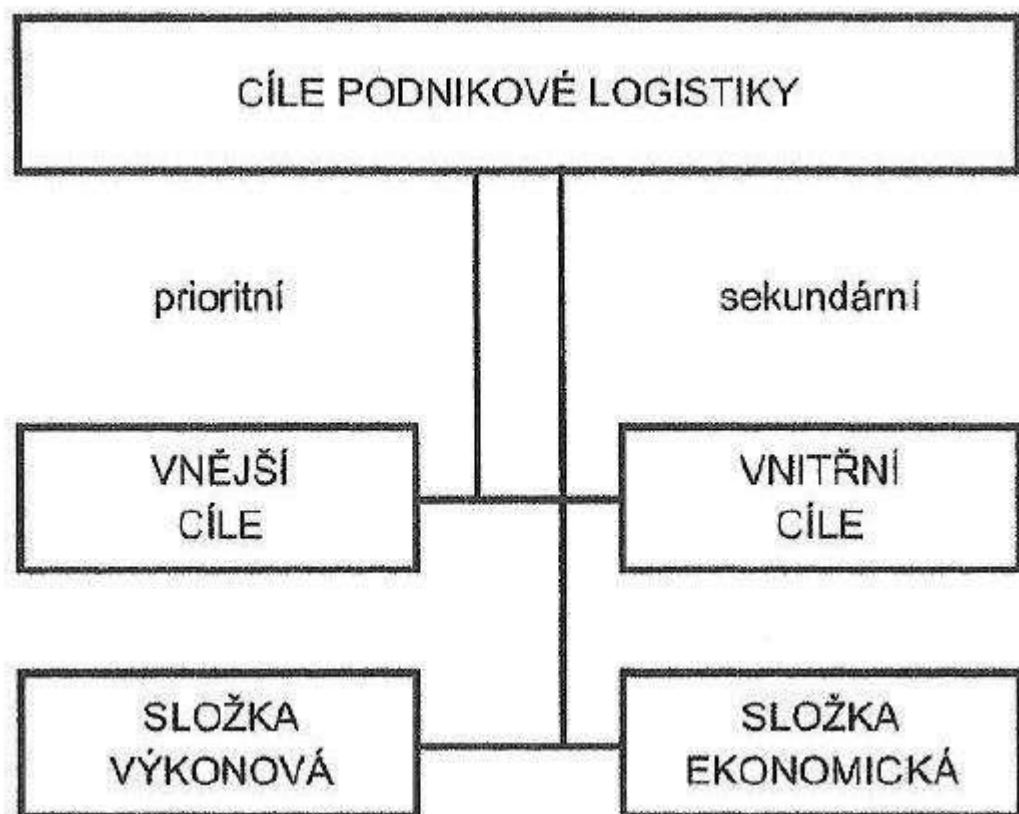 CÍLE PODNIKOVÉ LOGISTIKY
prioritní
sekundární
VNĚJŠÍ
CÍLE
VNITŘNÍ
CÍLE
SLOŽKA
VÝKONOVÁ
SLOŽKA
EKONOMICKÁ